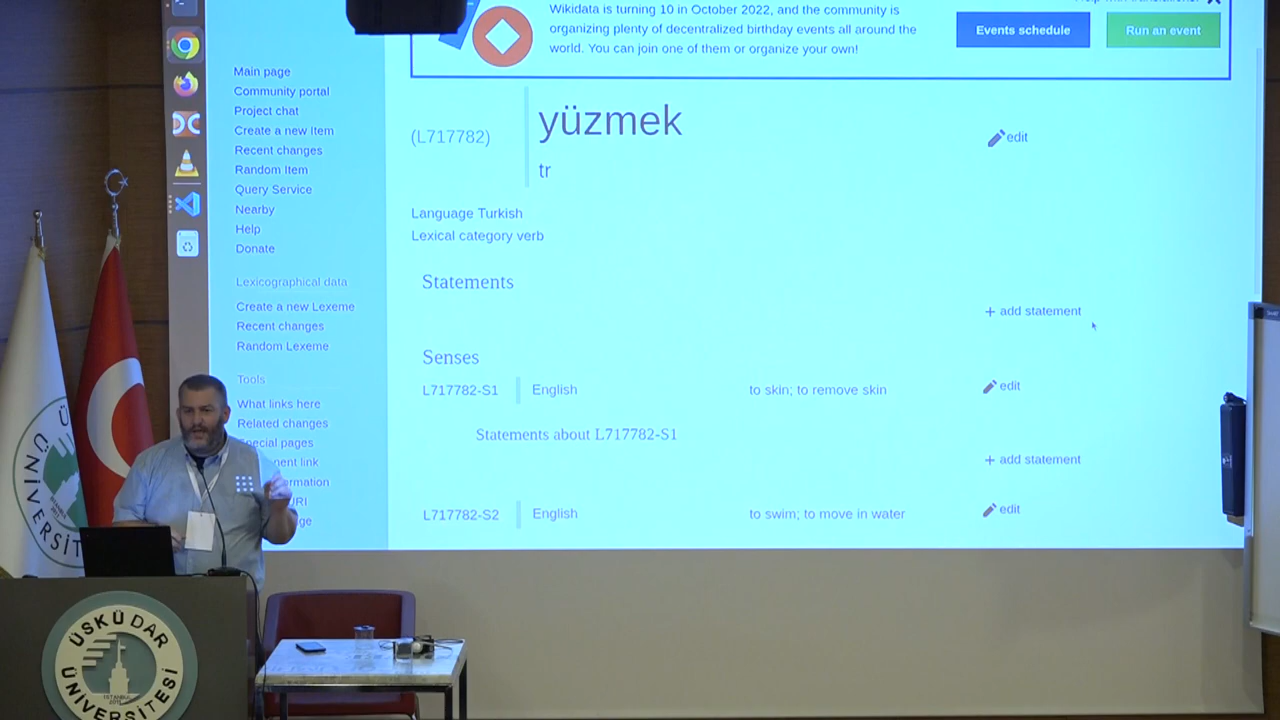 Wikidata is turning 10 in October 2022, and the community is
organizing plenty of decentralized birthday events all around the
world. You can join one of them or organize your own!
Events schedule
Run an event
Main page
Community portal
Project chat
Create a new Item
Recent changes
Random Item
Query Service
Nearby
Help
Donate
Lexicographical data
Create a new Lexeme
Recent changes
Random Lexeme
Tools
What links here
Related changes
Special pages
(L717782)
yüzmek
edit
tr
Language Turkish
Lexical category verb
Statements
+ add statement
Senses
L717782-S1
English
to skin; to remove skin
edit
Statements about L717782-S1
+ add statement
L717782-S2
English
to swim; to move in water
edit
ÜSKÜDAR
ÜNİVERSİTESİ
İSTANBUL
2011